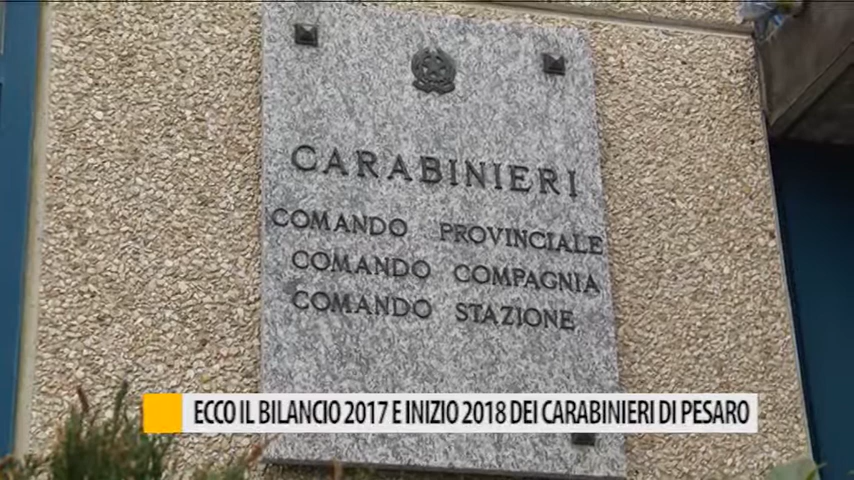 CARABINIERI
COMANDO PROVINCIALE
COMANDO COMPAGNIA
COMANDO STAZIONE
ECCO IL BILANCIO 2017 E INIZIO 2018 DEI CARABINIERI DI PESARO